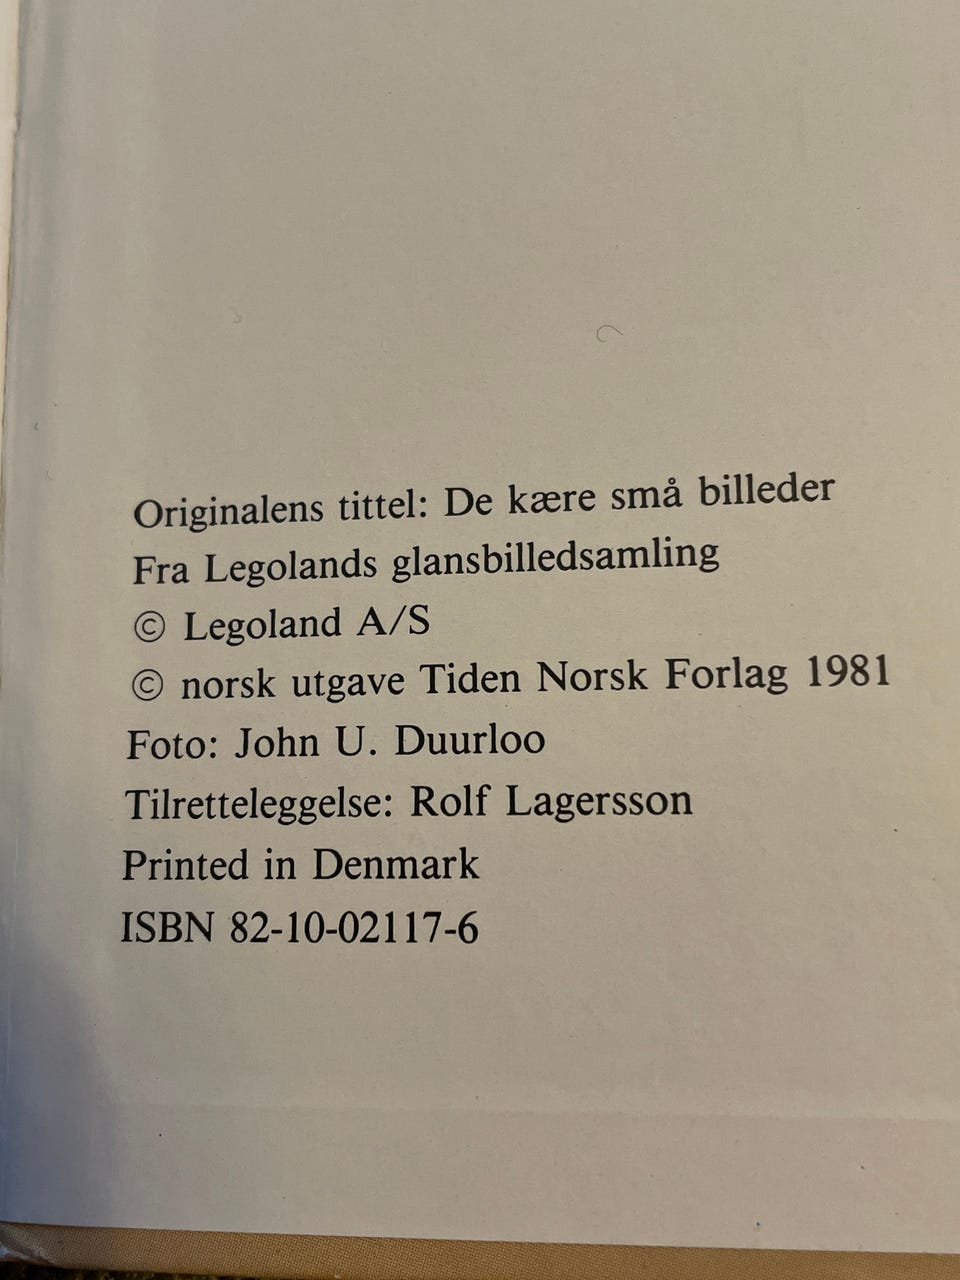 Originalens tittel: De kære små billeder
Fra Legolands glansbilledsamling
© Legoland A/S
© norsk utgave Tiden Norsk Forlag 1981
Foto: John U. Duurloo
Tilretteleggelse: Rolf Lagersson
Printed in Denmark
ISBN 82-10-02117-6